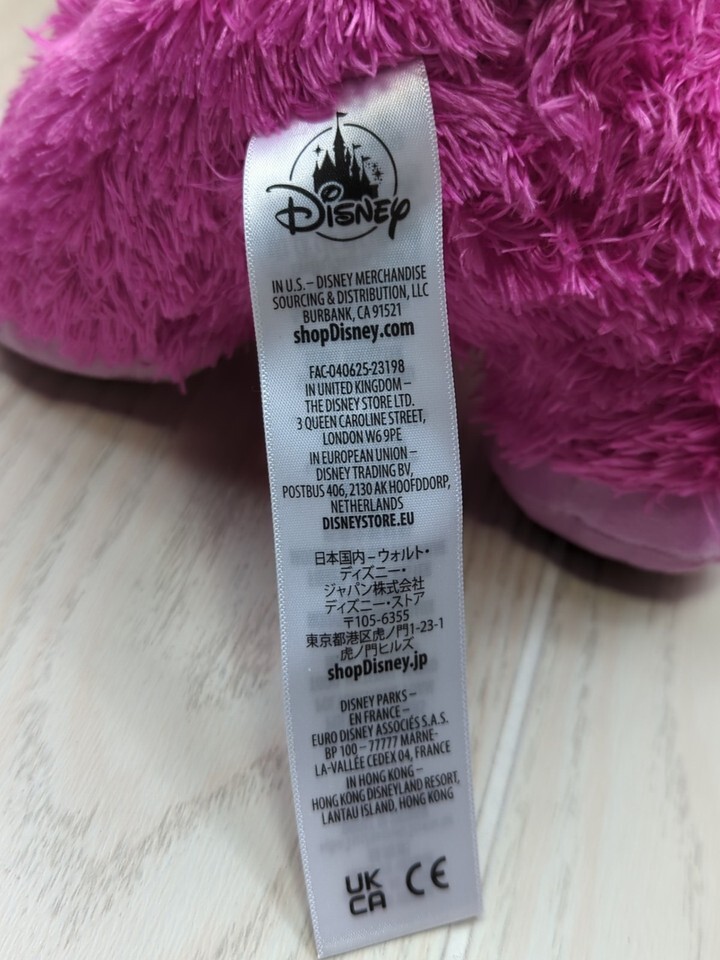 DISNEY
IN U.S. – DISNEY MERCHANDISE
SOURCING & DISTRIBUTION, LLC
BURBANK, CA 91521
shopDisney.com
FAC-040625-23198
IN UNITED KINGDOM –
THE DISNEY STORE LTD.
3 QUEEN CAROLINE STREET,
LONDON W6 9PE
IN EUROPEAN UNION –
DISNEY TRADING BV,
POSTBUS 406, 2130 AK HOOFDDORP,
NETHERLANDS
DISNEYSTORE.EU
日本国内 – ウォルト・
ディズニー・
ジャパン株式会社
ディズニー・ストア
〒105-6355
東京都港区虎ノ門1-23-1
虎ノ門ヒルズ
shopDisney.jp
DISNEY PARKS –
EN FRANCE –
EURO DISNEY ASSOCIÉS S.A.S.
BP 100 – 77777 MARNE-
LA-VALLÉE CEDEX 04, FRANCE
IN HONG KONG –
HONG KONG DISNEYLAND RESORT,
LANTAU ISLAND, HONG KONG
UK
CA CE